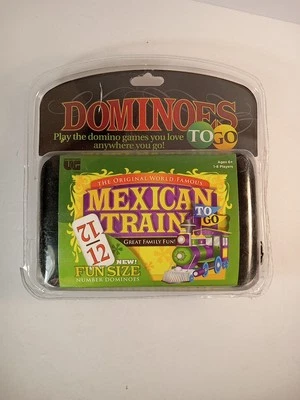 DOMINOES
Play the domino games you love
anywhere you go!
TO GO
Ages 6+
1-8 Players
UG
THE ORIGINAL WORLD FAMOUS
MEXICAN
TRAIN
TO
GO
GREAT FAMILY FUN!
12
12
NEW!
FUN SIZE
NUMBER DOMINOES